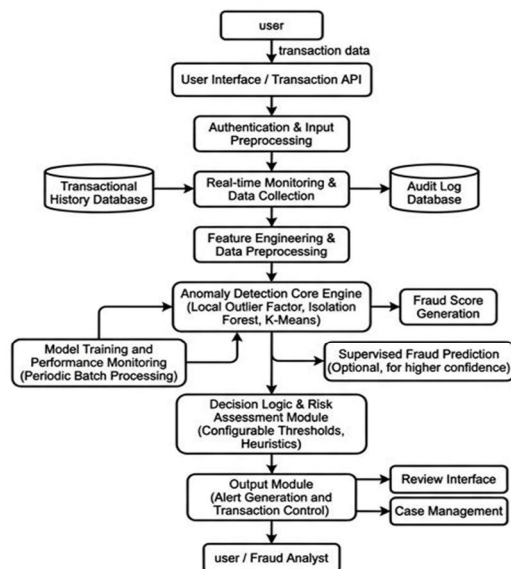 user
transaction data
User Interface / Transaction API
Authentication & Input
Preprocessing
Transactional
History Database
Real-time Monitoring &
Data Collection
Audit Log
Database
Feature Engineering &
Data Preprocessing
Anomaly Detection Core Engine
(Local Outlier Factor, Isolation
Forest, K-Means)
Fraud Score
Generation
Model Training and
Performance Monitoring
(Periodic Batch Processing)
Supervised Fraud Prediction
(Optional, for higher confidence)
Decision Logic & Risk
Assessment Module
(Configurable Thresholds,
Heuristics)
Output Module
(Alert Generation and
Transaction Control)
Review Interface
Case Management
user / Fraud Analyst